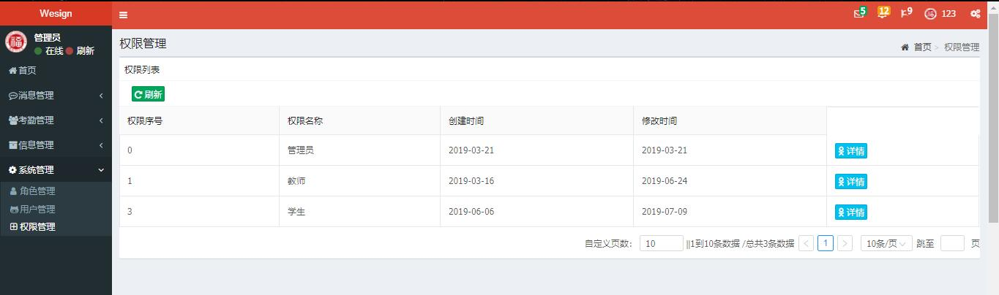 Wesign
5
12
9
123
管理员
在线 刷新
首页
消息管理
考勤管理
信息管理
系统管理
角色管理
用户管理
权限管理
权限管理
首页 > 权限管理
权限列表
刷新
权限序号 权限名称 创建时间 修改时间
0 管理员 2019-03-21 2019-03-21 详情
1 教师 2019-03-16 2019-06-24 详情
3 学生 2019-06-06 2019-07-09 详情
自定义页数： 10 ||1到10条数据 /总共3条数据 < 1 > 10条/页 跳至 页